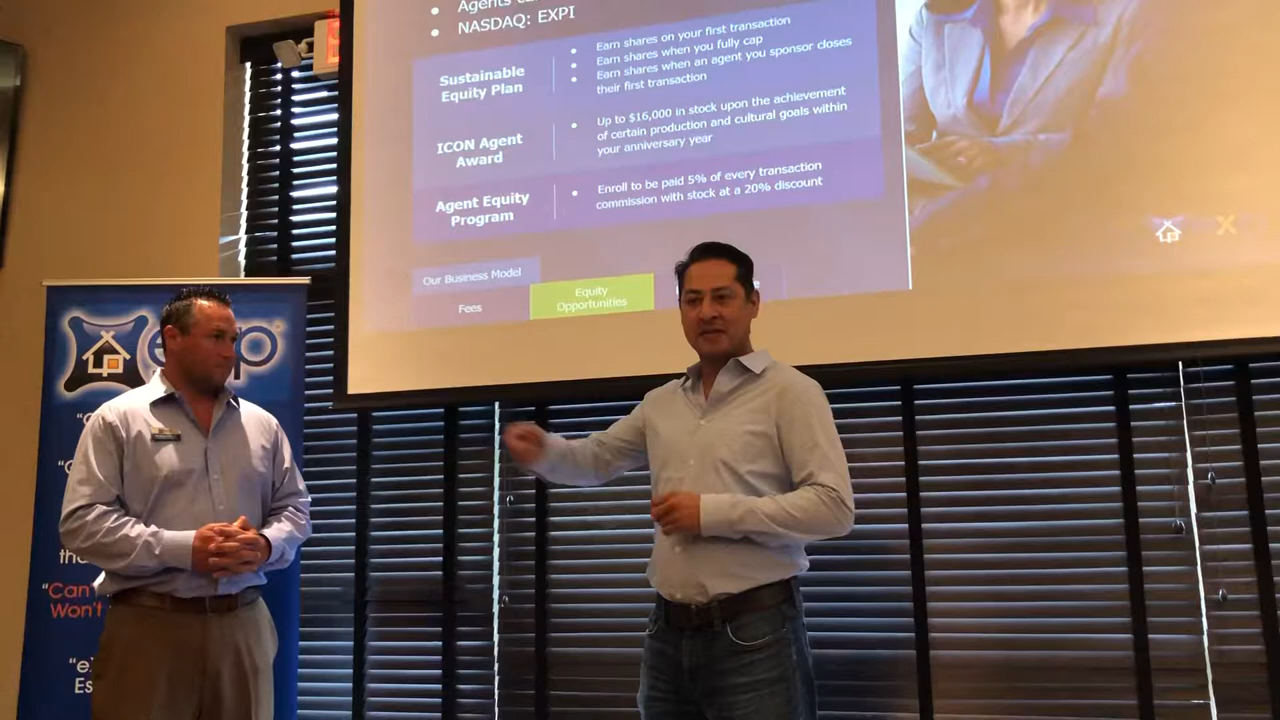 Agents
NASDAQ: EXPI
Sustainable
Equity Plan
Earn shares on your first transaction
Earn shares when you fully cap
Earn shares when an agent you sponsor closes
their first transaction
ICON Agent
Award
Up to $16,000 in stock upon the achievement
of certain production and cultural goals within
your anniversary year
Agent Equity
Program
Enroll to be paid 5% of every transaction
commission with stock at a 20% discount
Our Business Model
Fees
Equity
Opportunities
"Can't
Won't